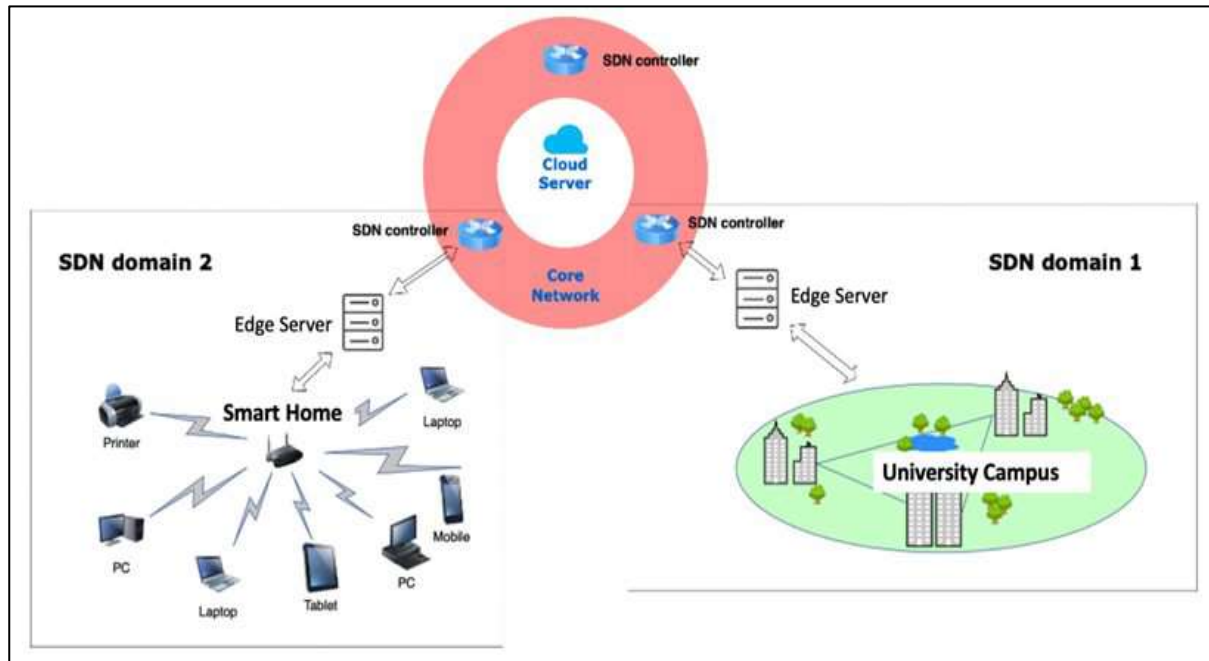 SDN controller
Cloud
Server
SDN controller
SDN controller
SDN domain 2
SDN domain 1
Core
Network
Edge Server
Edge Server
Smart Home
Laptop
Printer
University Campus
Mobile
PC
PC
Laptop
Tablet